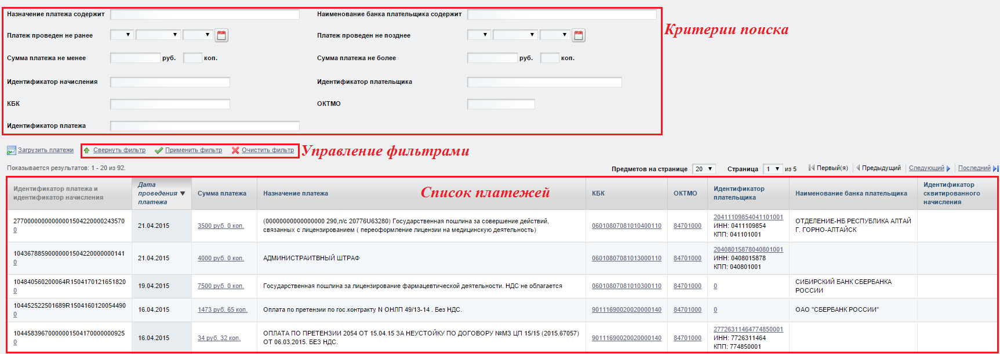 Назначение платежа содержит
Наименование банка плательщика содержит
Критерии поиска
Платеж проведен не ранее
Платеж проведен не позднее
Сумма платежа не менее руб. коп.
Сумма платежа не более руб. коп.
Идентификатор начисления
Идентификатор плательщика
КБК
ОКТМО
Идентификатор платежа
Загрузить платежи Свернуть фильтр Применить фильтр Очистить фильтр Управление фильтрами
Показывается результатов: 1 - 20 из 92.
Предметов на странице 20 Страница 1 из 5 Первый(я) Предыдущий Следующий Последний
Список платежей
Идентификатор платежа и
идентификатор начисления
Дата
проведения
платежа
Сумма платежа
Назначение платежа
КБК
ОКТМО
Идентификатор
плательщика
Наименование банка плательщика
Идентификатор
сквитированного
начисления
27700000000000001504220000243570
0
21.04.2015
3500 руб. 0 коп.
(00000000000000000 290,л/с 20776U63280) Государственная пошлина за совершение действий,
связанных с лицензированием ( переоформление лицензии на медицинскую деятельность)
06010807081010400110
84701000
20411109854041101001
ИНН: 0411109854
КПП: 041101001
ОТДЕЛЕНИЕ-НБ РЕСПУБЛИКА АЛТАЙ
Г. ГОРНО-АЛТАЙСК
10436788590000001504220000000141
0
21.04.2015
4000 руб. 0 коп.
АДМИНИСТРАИТВНЫЙ ШТРАФ
06010807081013000110
84701000
20408015878040801001
ИНН: 0408015878
КПП: 040801001
104840560200064R1504170121651820
0
19.04.2015
7500 руб. 0 коп.
Государственная пошлина за лицензирование фармацевтической деятельности. НДС не облагается
06010807081010300110
84701000
0
СИБИРСКИЙ БАНК СБЕРБАНКА
РОССИИ
104452522501689R1504160120054490
0
16.04.2015
1473 руб. 65 коп.
Оплата по претензии по гос.контракту N ОНЛП 49/13-14 . Без НДС.
90111690020020000140
84701000
0
ОАО "СБЕРБАНК РОССИИ"
10445839670000001504170000000925
0
16.04.2015
34 руб. 32 коп.
ОПЛАТА ПО ПРЕТЕНЗИИ 2054 ОТ 15.04.15 ЗА НЕУСТОЙКУ ПО ДОГОВОРУ №МЗ ЦП 15/15 (2015.67057)
ОТ 06.03.2015. БЕЗ НДС.
90111690020020000140
84701000
27726311464774850001
ИНН: 7726311464
КПП: 774850001